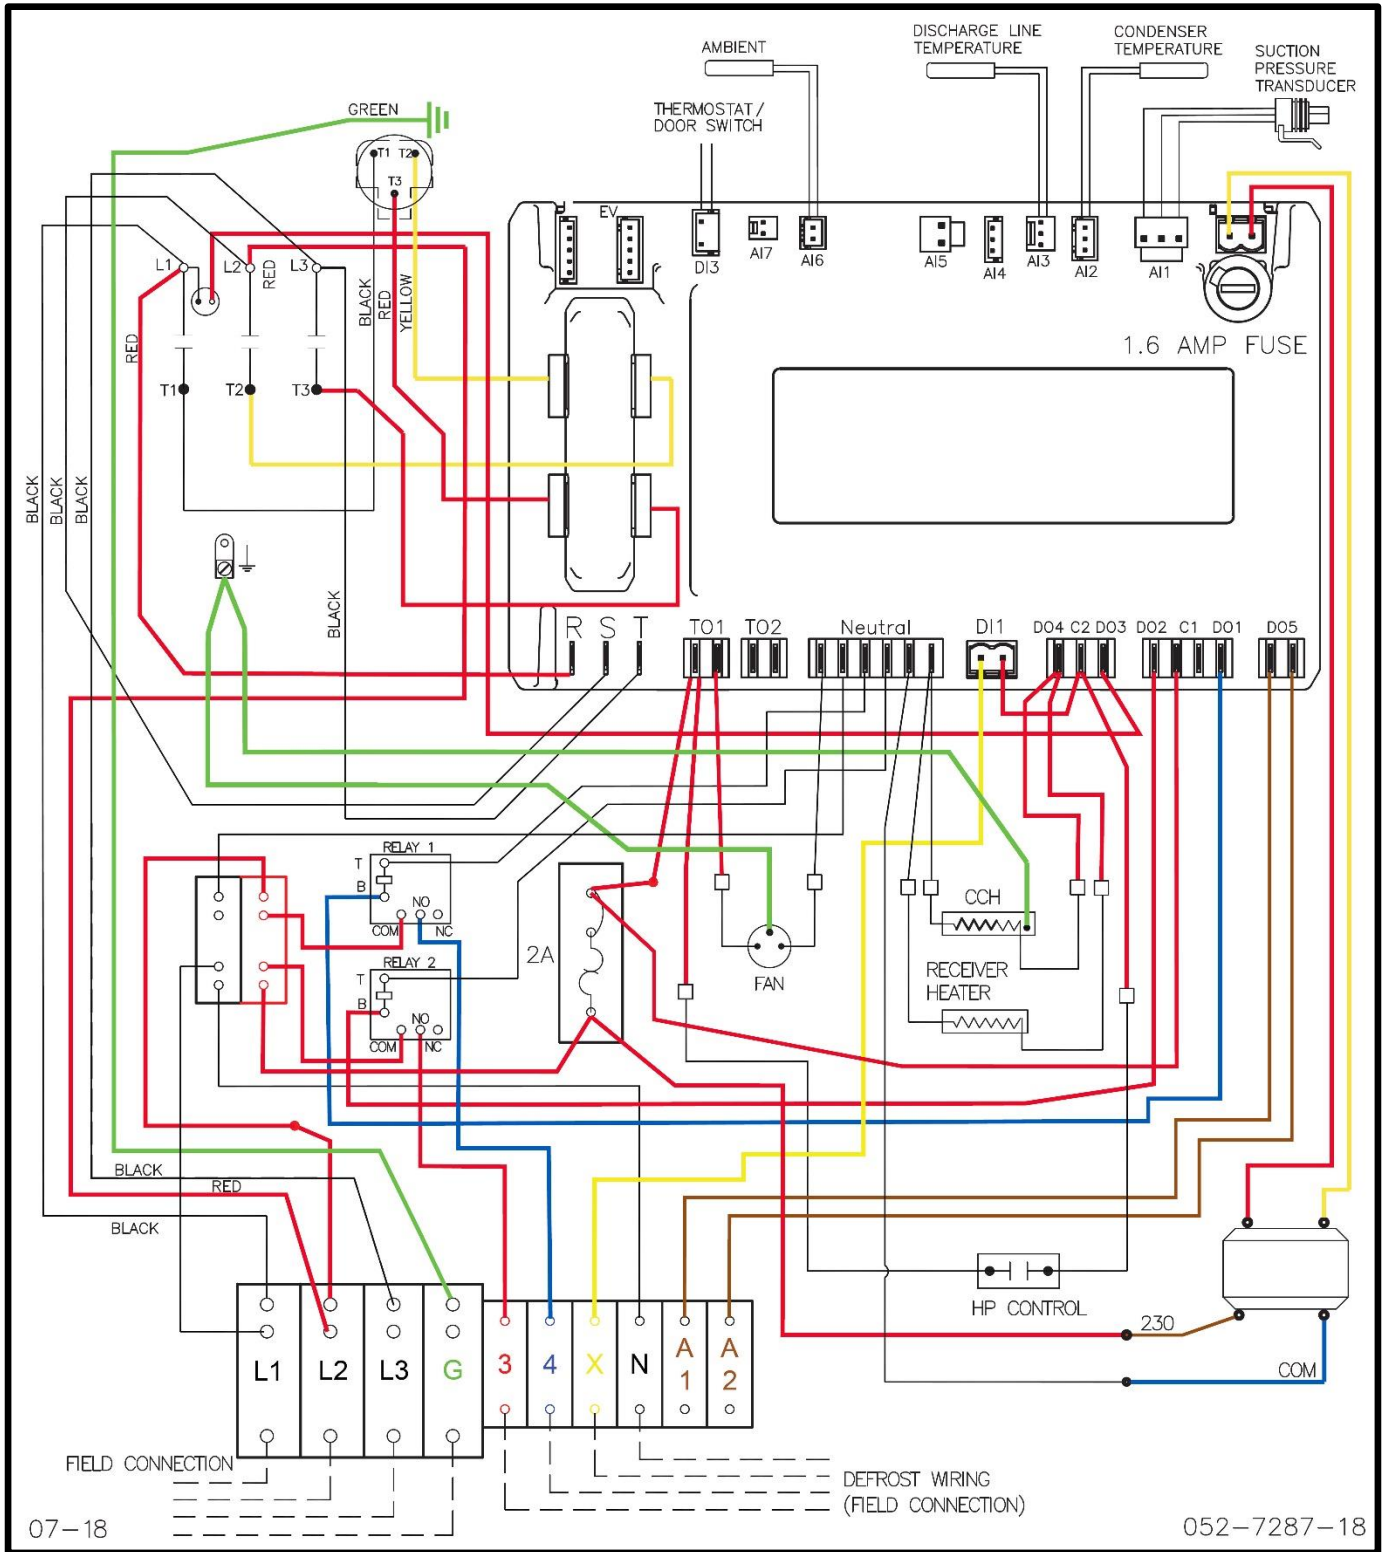 DISCHARGE LINE
TEMPERATURE
CONDENSER
TEMPERATURE
AMBIENT
SUCTION
PRESSURE
TRANSDUCER
GREEN
THERMOSTAT/
DOOR SWITCH
T1 T2
T3
EV
L1 L2 L3
RED
DI3
AI7
AI6
AI5
AI4
AI3
AI2
AI1
BLACK
RED
YELLOW
RED
1.6 AMP FUSE
T1 T2 T3
BLACK
BLACK
BLACK
BLACK
R S T
TO1
TO2
Neutral
DI1
DO4 C2 DO3
DO2 C1 DO1
DO5
RELAY 1
T
B
NO
COM
NC
2A
CCH
RELAY 2
T
B
NO
COM
NC
FAN
RECEIVER
HEATER
BLACK
RED
BLACK
HP CONTROL
230
COM
L1
L2
L3
G
3
4
X
N
A
1
A
2
FIELD CONNECTION
DEFROST WIRING
(FIELD CONNECTION)
07-18
052-7287-18